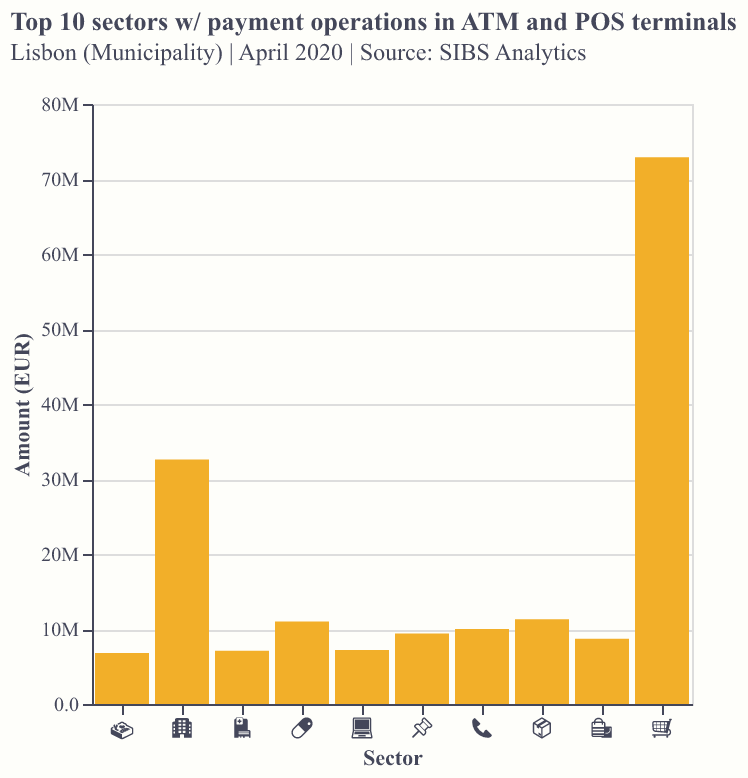 Top 10 sectors w/ payment operations in ATM and POS terminals
Lisbon (Municipality) | April 2020 | Source: SIBS Analytics
80M
70M
60M
50M
40M
30M
20M
10M
0.0
Amount (EUR)
Sector